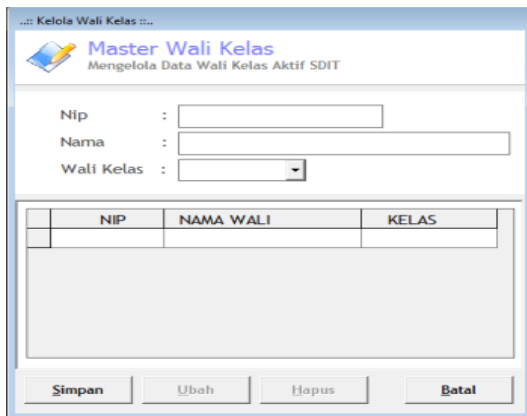 ..:: Kelola Wali Kelas ::..
Master Wali Kelas
Mengelola Data Wali Kelas Aktif SDIT
Nip :
Nama :
Wali Kelas :
NIP NAMA WALI KELAS
Simpan Ubah Hapus Batal